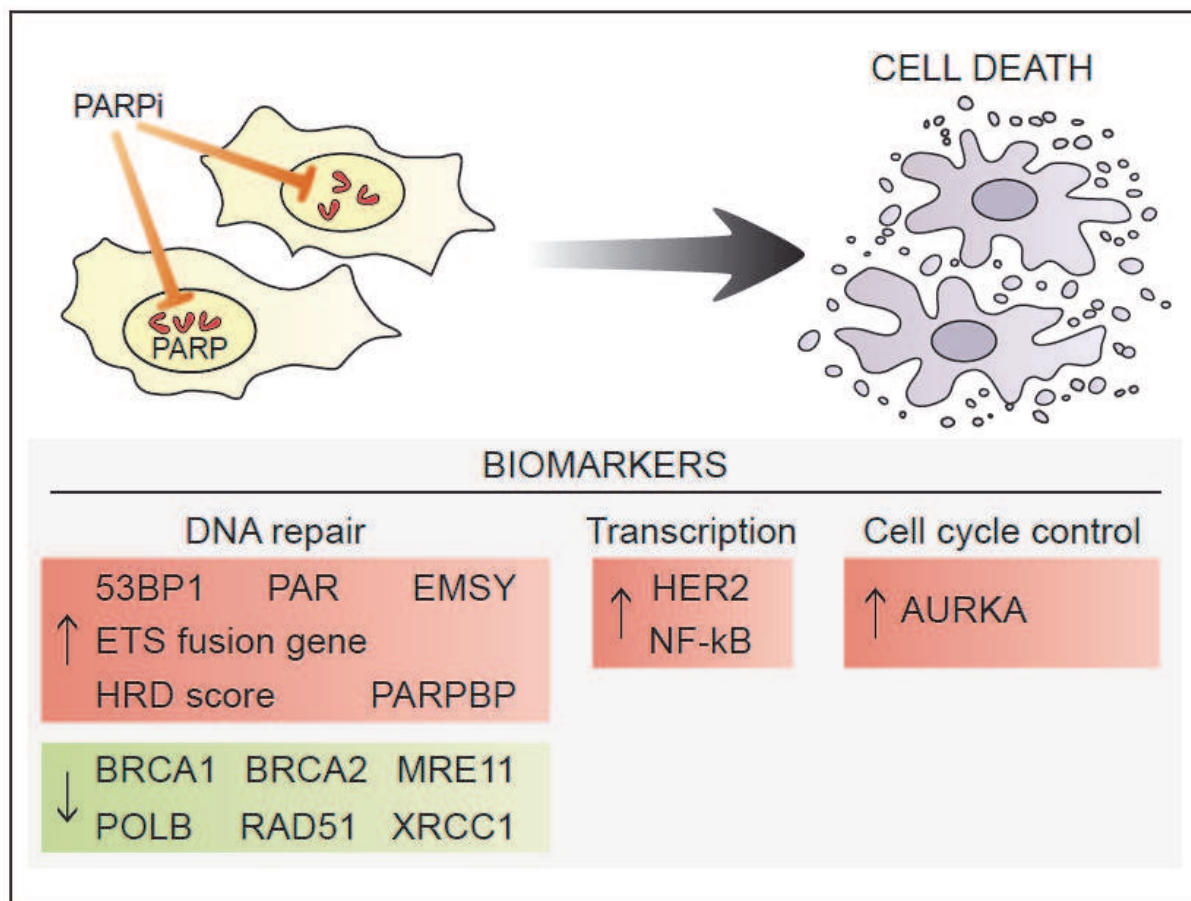 CELL DEATH
PARPi
PARP
BIOMARKERS
DNA repair
Transcription
Cell cycle control
↑
53BP1 PAR EMSY
ETS fusion gene
HRD score PARPBP
↑
HER2
NF-kB
↑ AURKA
↓
BRCA1 BRCA2 MRE11
POLB RAD51 XRCC1